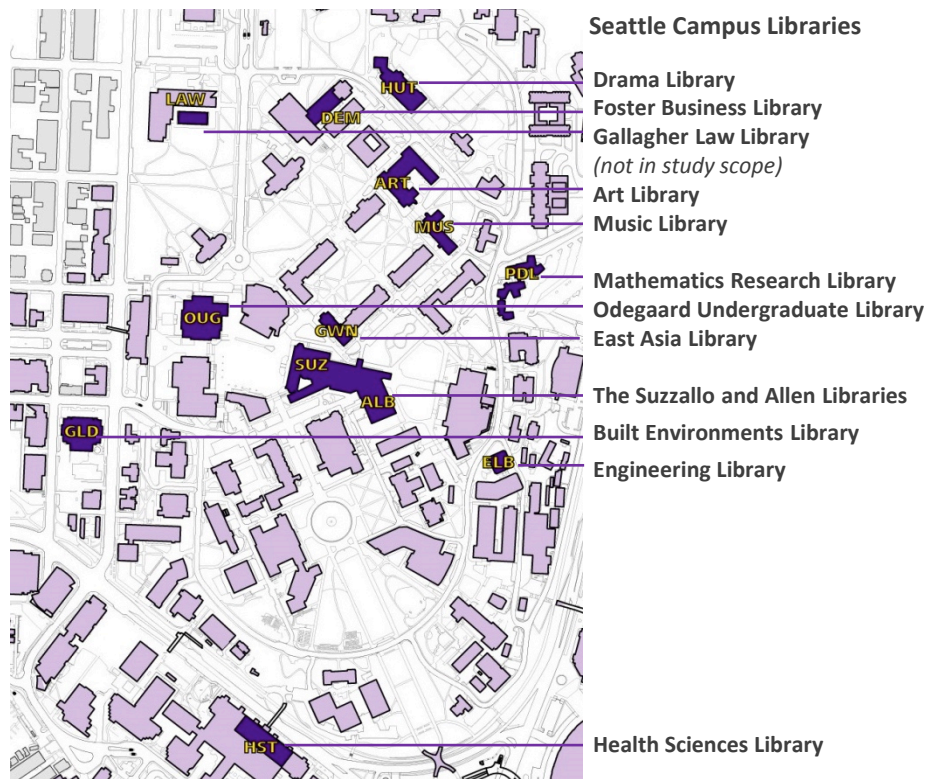 Seattle Campus Libraries
HUT
Drama Library
LAW
Foster Business Library
DEM
Gallagher Law Library
(not in study scope)
ART
Art Library
MUS
Music Library
PDL
Mathematics Research Library
OUG
Odegaard Undergraduate Library
GWN
East Asia Library
SUZ
ALB
The Suzzallo and Allen Libraries
GLD
Built Environments Library
ELB
Engineering Library
HST
Health Sciences Library